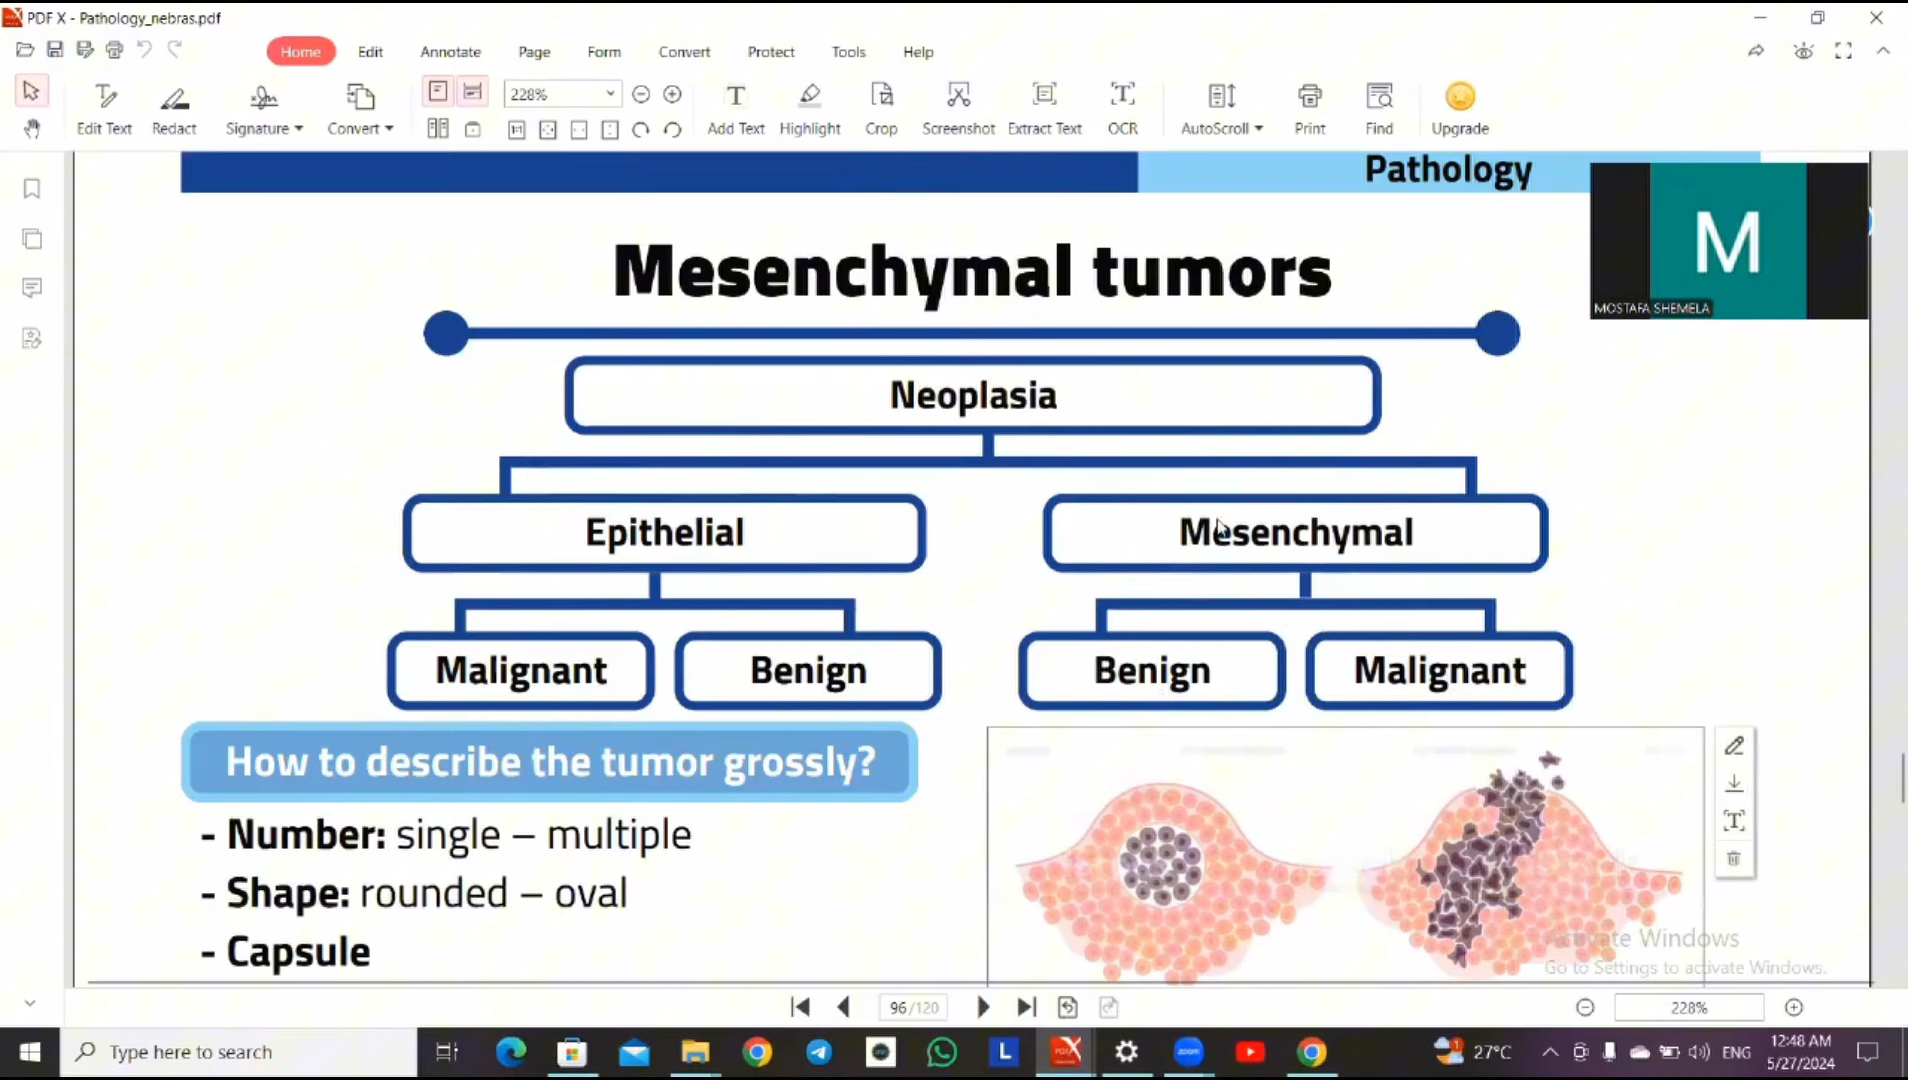 PDF X - Pathology_nebras.pdf
Home Edit Annotate Page Form Convert Protect Tools Help
228%
Edit Text Redact Signature Convert Add Text Highlight Crop Screenshot Extract Text OCR AutoScroll Print Find Upgrade
Pathology
M
MOSTAFA SHEMELA
Mesenchymal tumors
Neoplasia
Epithelial Mesenchymal
Malignant Benign Benign Malignant
How to describe the tumor grossly?
- Number: single – multiple
- Shape: rounded – oval
- Capsule
Activate Windows
Go to Settings to activate Windows.
96 /120
228%
Type here to search
L
zoom
27°C
ENG
12:48 AM
5/27/2024